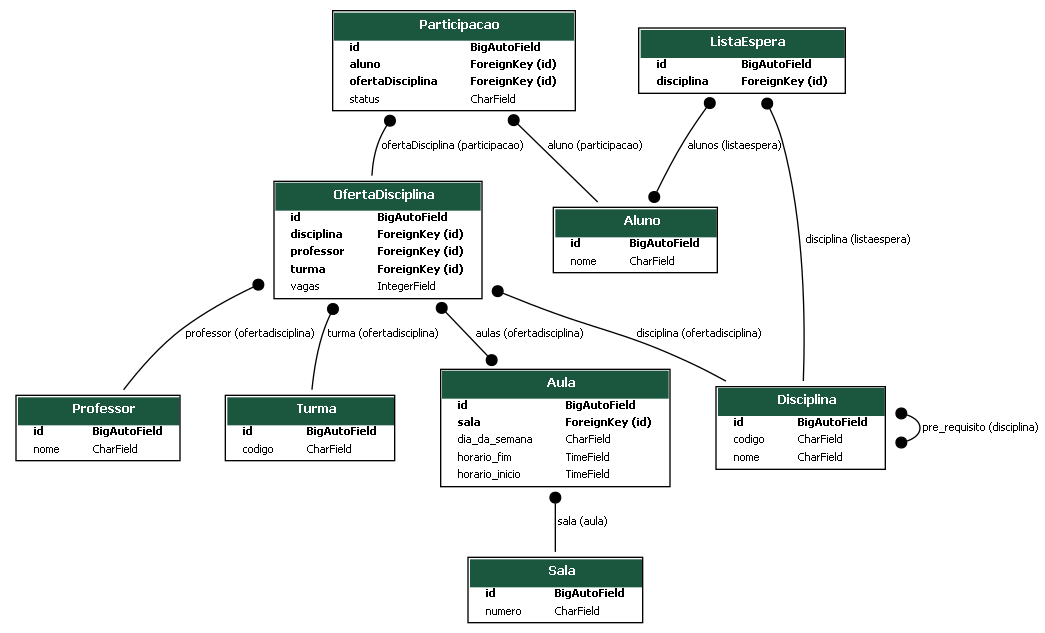 Participacao
id BigAutoField
aluno ForeignKey (id)
ofertaDisciplina ForeignKey (id)
status CharField
ListaEspera
id BigAutoField
disciplina ForeignKey (id)
ofertaDisciplina (participacao)
aluno (participacao)
alunos (listaespera)
OfertaDisciplina
id BigAutoField
disciplina ForeignKey (id)
professor ForeignKey (id)
turma ForeignKey (id)
vagas IntegerField
Aluno
id BigAutoField
nome CharField
disciplina (listaespera)
professor (ofertadisciplina)
turma (ofertadisciplina)
aulas (ofertadisciplina)
disciplina (ofertadisciplina)
Professor
id BigAutoField
nome CharField
Turma
id BigAutoField
codigo CharField
Aula
id BigAutoField
sala ForeignKey (id)
dia_da_semana CharField
horario_fim TimeField
horario_inicio TimeField
Disciplina
id BigAutoField
codigo CharField
nome CharField
pre_requisito (disciplina)
sala (aula)
Sala
id BigAutoField
numero CharField